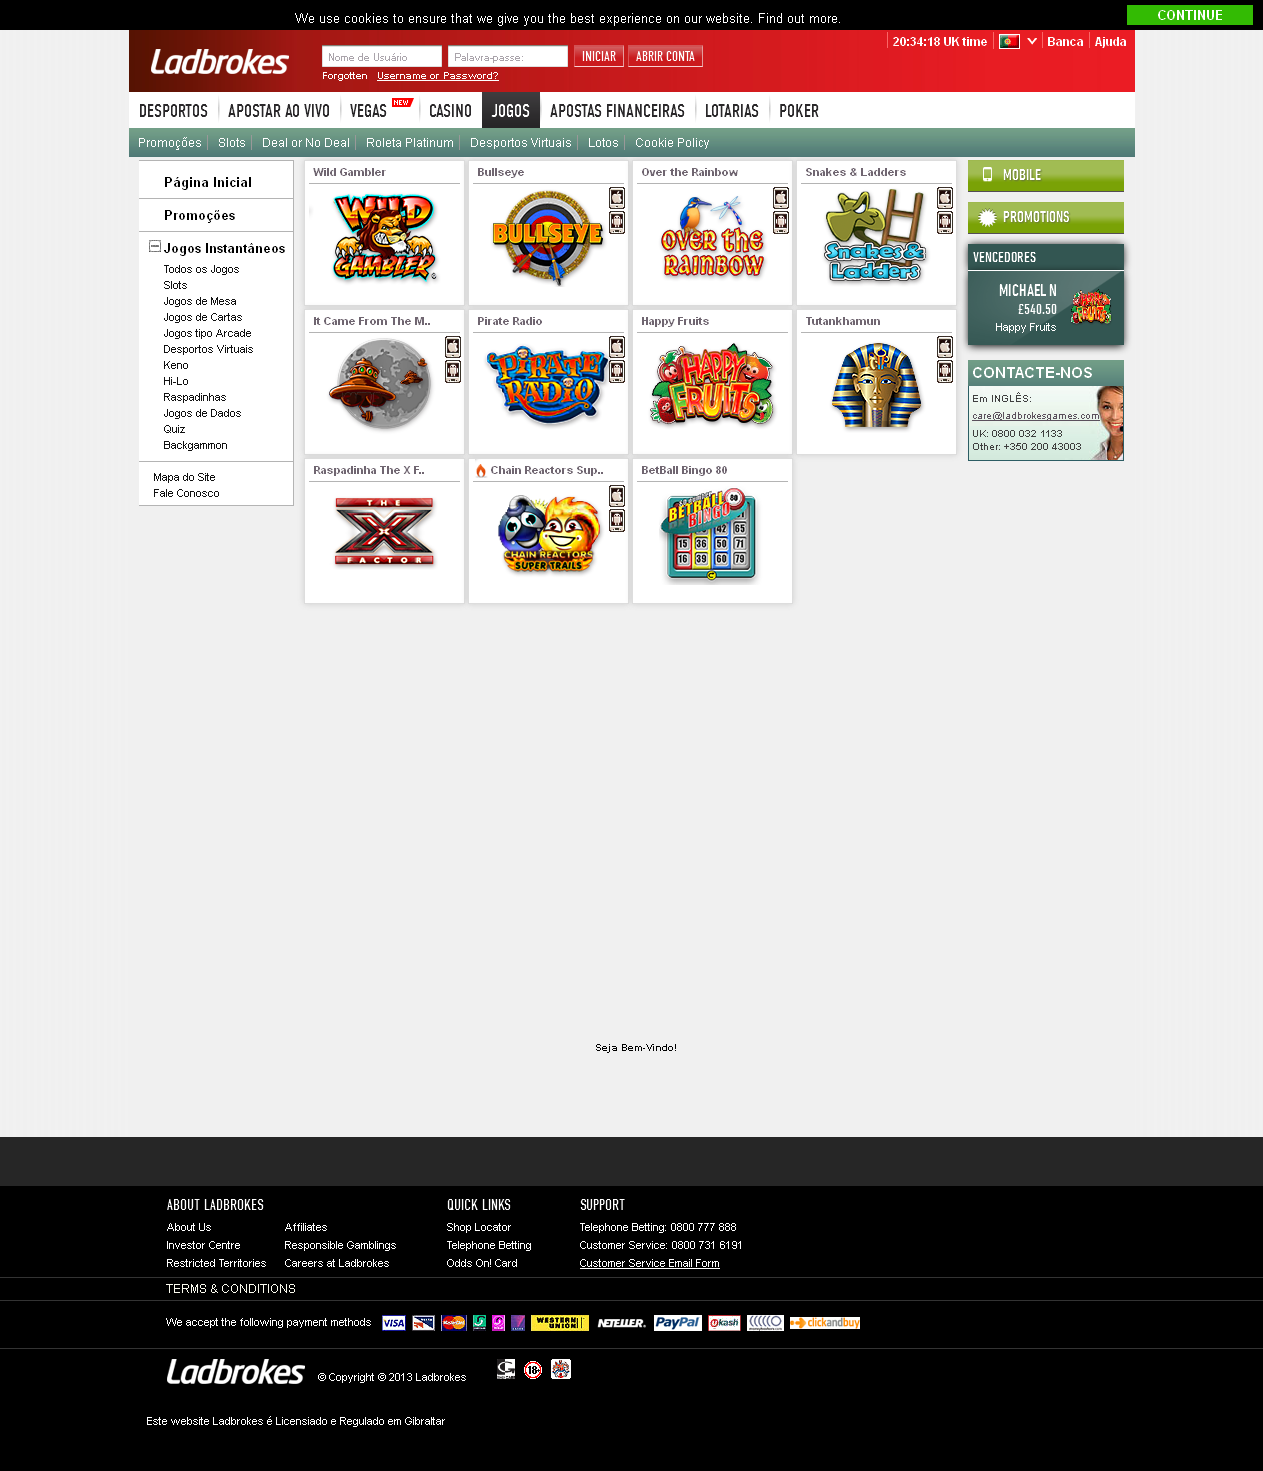 We use cookies to ensure that we give you the best experience on our website. Find out more.
CONTINUE
Ladbrokes
Nome de Usuário
Palavra-passe:
INICIAR
ABRIR CONTA
Forgotten Username or Password?
20:34:18 UK time
Banca
Ajuda
DESPORTOS
APOSTAR AO VIVO
VEGAS
NEW
CASINO
JOGOS
APOSTAS FINANCEIRAS
LOTARIAS
POKER
Promoções
Slots
Deal or No Deal
Roleta Platinum
Desportos Virtuais
Lotos
Cookie Policy
Página Inicial
Promoções
Jogos Instantâneos
Todos os Jogos
Slots
Jogos de Mesa
Jogos de Cartas
Jogos tipo Arcade
Desportos Virtuais
Keno
Hi-Lo
Raspadinhas
Jogos de Dados
Quiz
Backgammon
Mapa do Site
Fale Conosco
Wild Gambler
WILD
GAMBLER
Bullseye
BULLSEYE
Over the Rainbow
OVER the
RAINBOW
Snakes & Ladders
Snakes &
Ladders
It Came From The M..
Pirate Radio
PIRATE
RADIO
Happy Fruits
HAPPY
FRUITS
Tutankhamun
Raspadinha The X F..
THE
X
FACTOR
Chain Reactors Sup..
CHAIN REACTORS
SUPER TRAILS
BetBall Bingo 80
BETBALL
BINGO
80
42 65
15 36 50 71
16 39 60 79
MOBILE
PROMOTIONS
VENCEDORES
MICHAEL N
£540.50
Happy Fruits
CONTACTE-NOS
Em INGLÊS:
care@ladbrokesgames.com
UK: 0800 032 1133
Other: +350 200 43003
Seja Bem-Vindo!
ABOUT LADBROKES
About Us
Affiliates
Investor Centre
Responsible Gamblings
Restricted Territories
Careers at Ladbrokes
QUICK LINKS
Shop Locator
Telephone Betting
Odds On! Card
SUPPORT
Telephone Betting: 0800 777 888
Customer Service: 0800 731 6191
Customer Service Email Form
TERMS & CONDITIONS
We accept the following payment methods
VISA
MasterCard
WESTERN UNION
NETELLER
PayPal
Ukash
clickandbuy
Ladbrokes
© Copyright © 2013 Ladbrokes
18+
Este website Ladbrokes é Licensiado e Regulado em Gibraltar